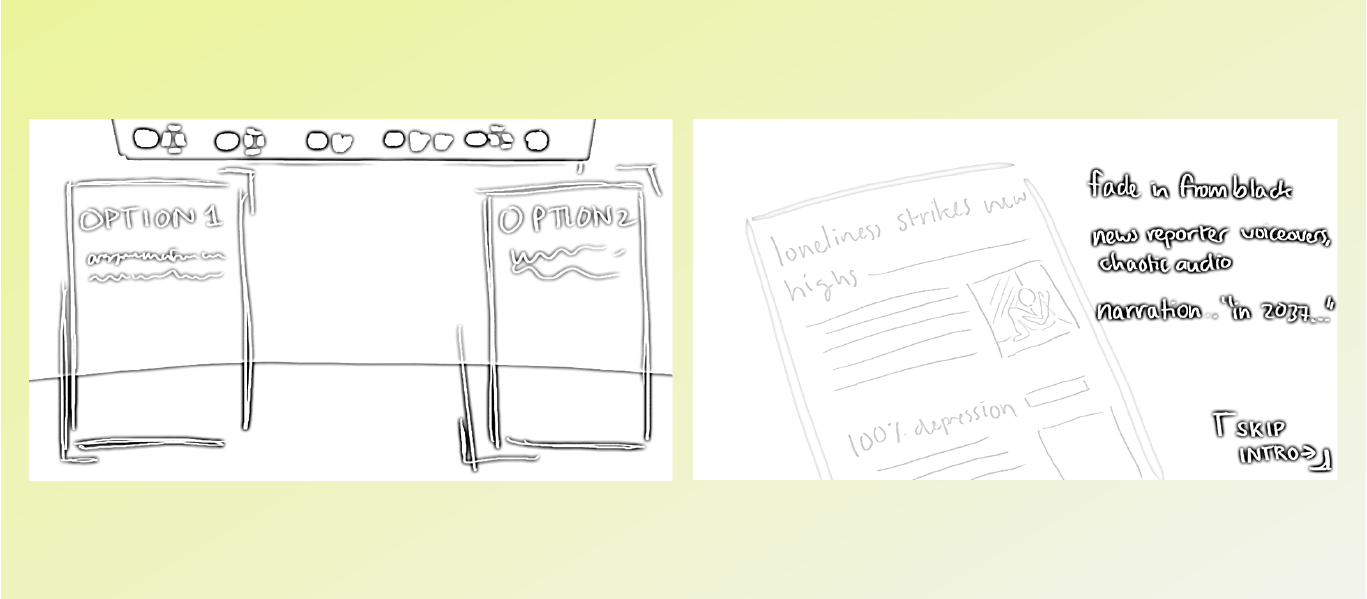 OPTION 1
OPTION 2
loneliness strikes new
highs
100% depression
fade in from black
news reporter voiceovers,
chaotic audio
narration.. "in 2037..."
SKIP
INTRO→